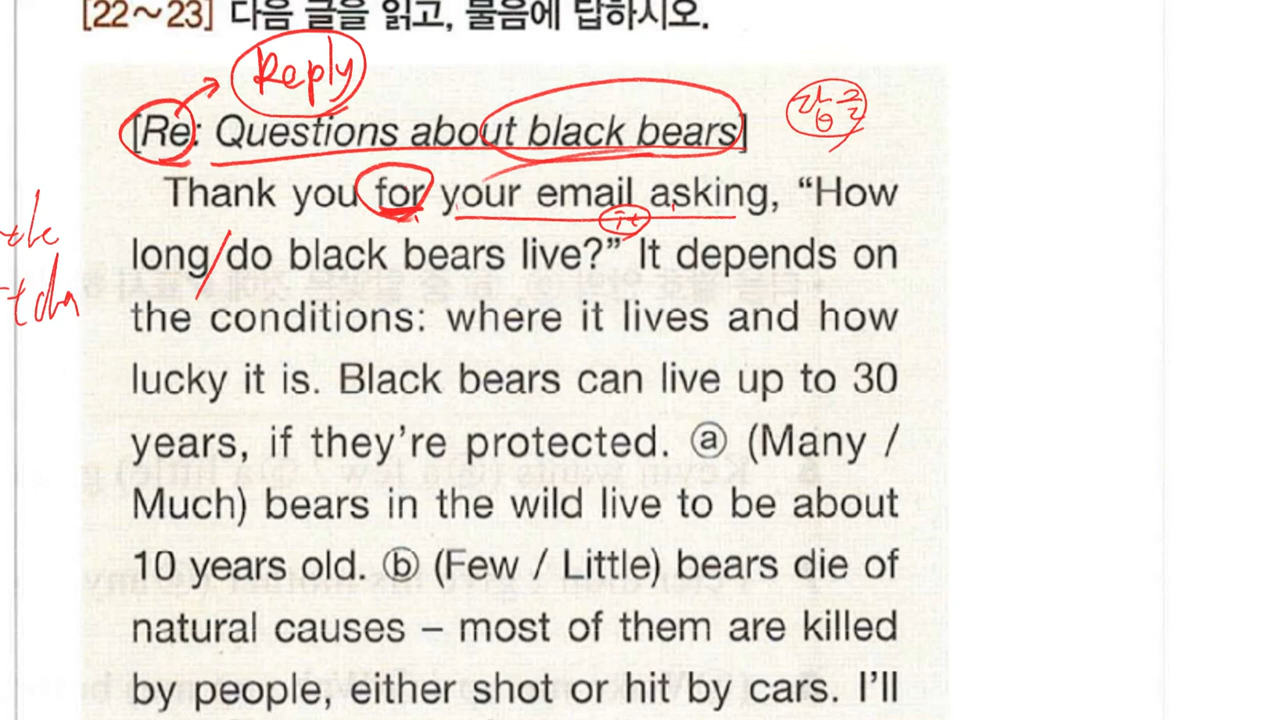 [22～23] 다음 글을 읽고, 물음에 답하시오.
Reply
[Re: Questions about black bears]
답글
Thank you for your email asking, “How
it
long/do black bears live?” It depends on
the conditions: where it lives and how
lucky it is. Black bears can live up to 30
years, if they’re protected. ⓐ (Many /
Much) bears in the wild live to be about
10 years old. ⓑ (Few / Little) bears die of
natural causes – most of them are killed
by people, either shot or hit by cars. I’ll